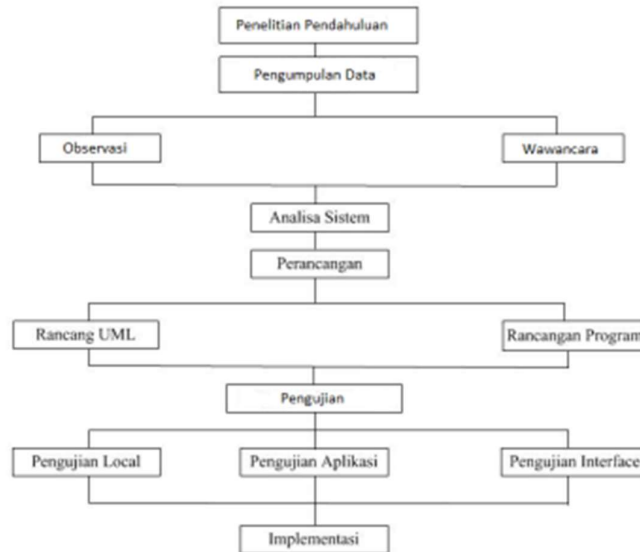 Penelitian Pendahuluan
Pengumpulan Data
Observasi
Wawancara
Analisa Sistem
Perancangan
Rancang UML
Rancangan Program
Pengujian
Pengujian Local
Pengujian Aplikasi
Pengujian Interface
Implementasi